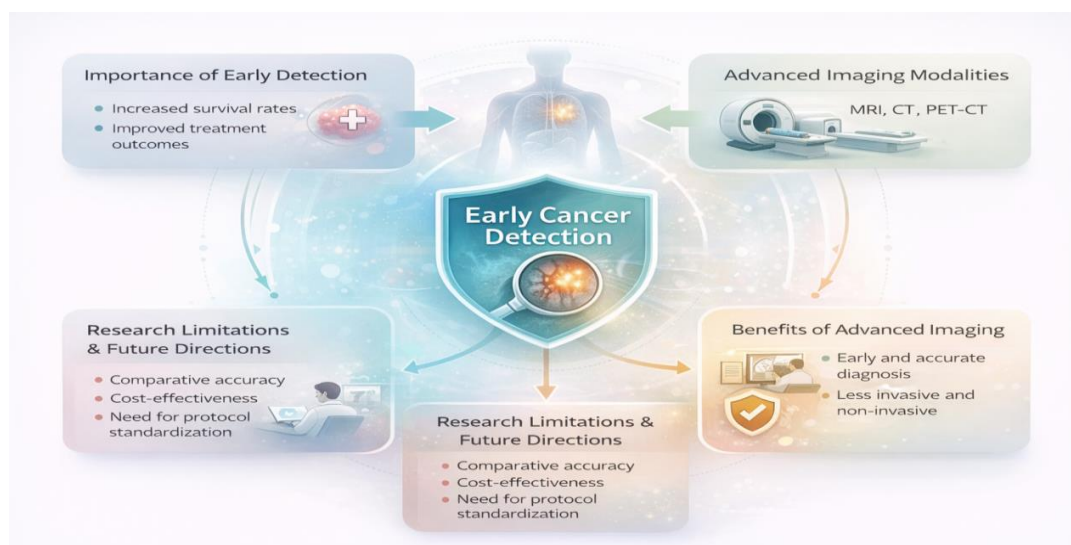 Importance of Early Detection
• Increased survival rates
• Improved treatment
outcomes
Advanced Imaging Modalities
MRI, CT, PET-CT
Early Cancer
Detection
Research Limitations
& Future Directions
• Comparative accuracy
• Cost-effectiveness
• Need for protocol
standardization
Research Limitations &
Future Directions
• Comparative accuracy
• Cost-effectiveness
• Need for protocol
standardization
Benefits of Advanced Imaging
• Early and accurate
diagnosis
• Less invasive and
non-invasive